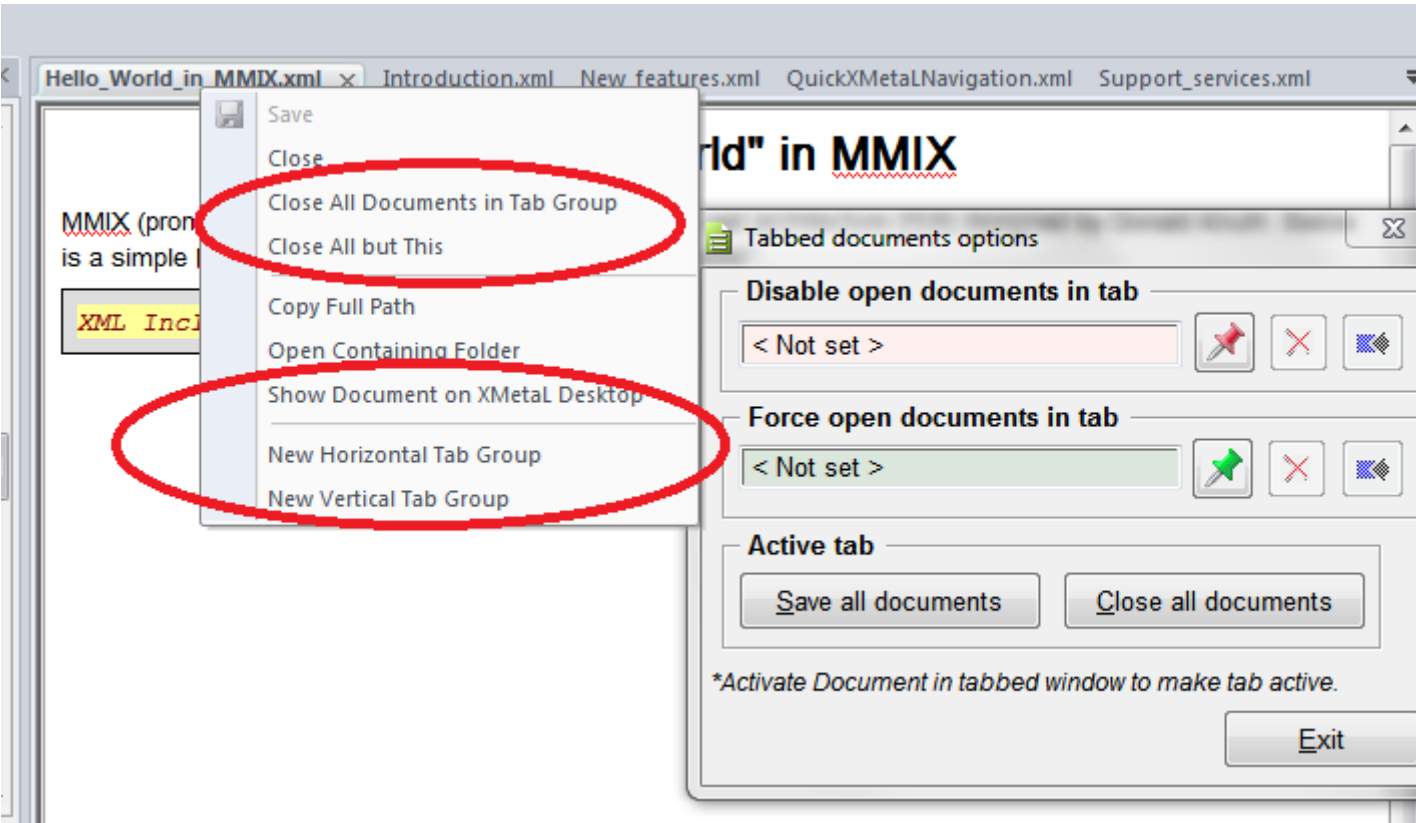 Hello_World_in_MMIX.xml Introduction.xml New_features.xml QuickXMetaLNavigation.xml Support_services.xml
Save
Close
Close All Documents in Tab Group
Close All but This
Copy Full Path
Open Containing Folder
Show Document on XMetaL Desktop
New Horizontal Tab Group
New Vertical Tab Group
rld" in MMIX
MMIX (pron
is a simple
XML Incl
Tabbed documents options
Disable open documents in tab
< Not set >
Force open documents in tab
< Not set >
Active tab
Save all documents Close all documents
*Activate Document in tabbed window to make tab active.
Exit